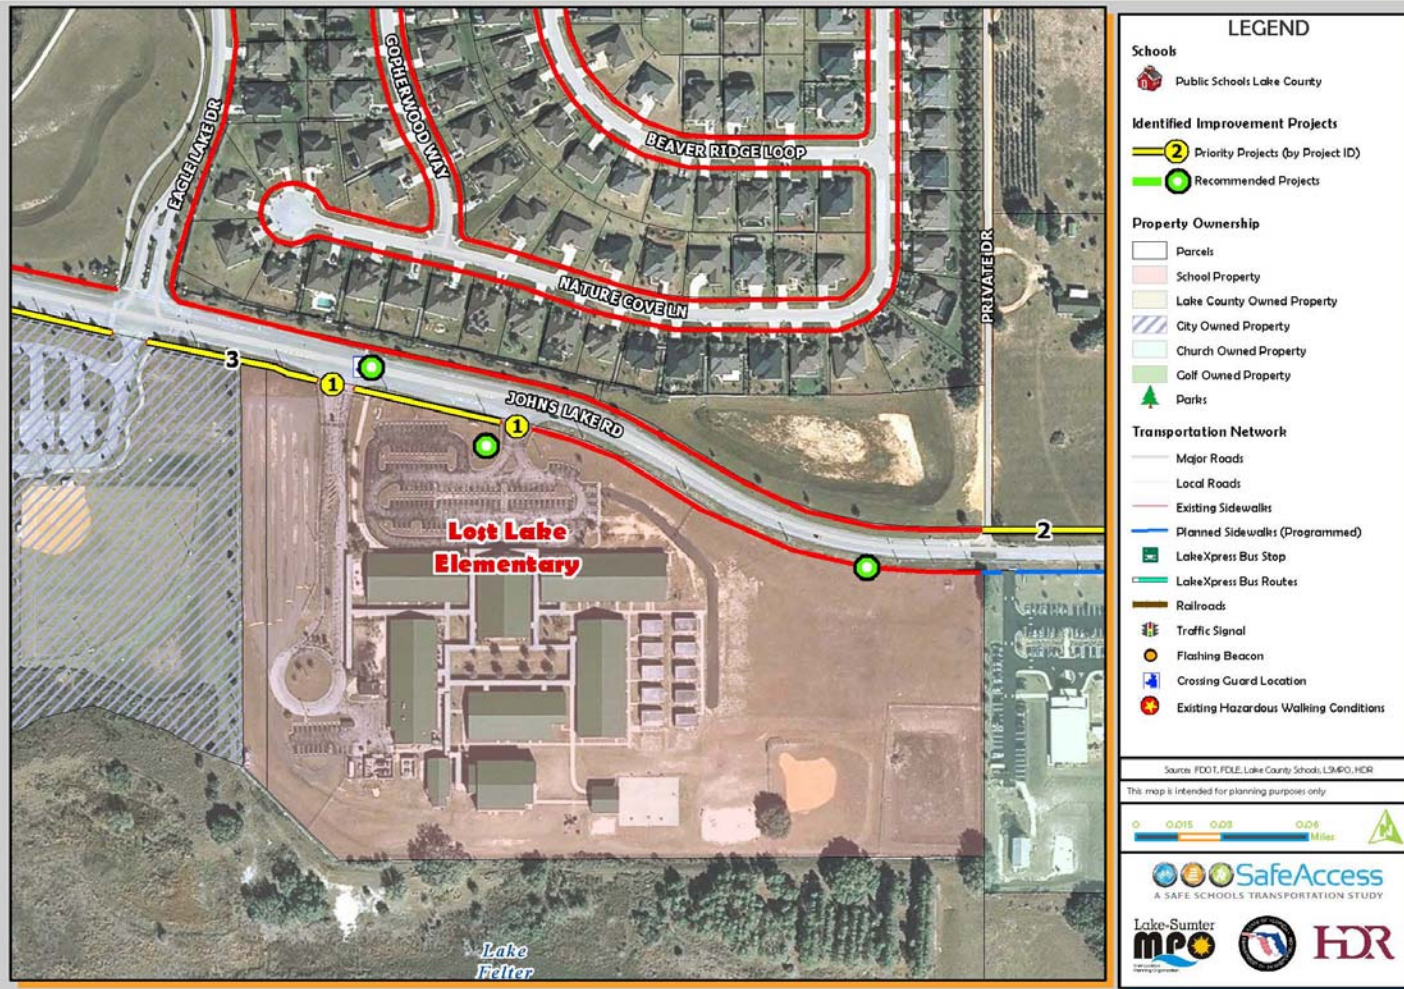 EAGLE LAKE DR
GOPHERWOOD WAY
BEAVER RIDGE LOOP
NATURE COVE LN
PRIVATE DR
JOHNS LAKE RD
3
1
1
2
Lost Lake
Elementary
Lake
Felter
LEGEND
Schools
Public Schools Lake County
Identified Improvement Projects
2 Priority Projects (by Project ID)
Recommended Projects
Property Ownership
Parcels
School Property
Lake County Owned Property
City Owned Property
Church Owned Property
Golf Owned Property
Parks
Transportation Network
Major Roads
Local Roads
Existing Sidewalks
Planned Sidewalks (Programmed)
LakeXpress Bus Stop
LakeXpress Bus Routes
Railroads
Traffic Signal
Flashing Beacon
Crossing Guard Location
Existing Hazardous Walking Conditions
Source: FDOT, FDLE, Lake County Schools, LSMPO, HDR
This map is intended for planning purposes only
0 0.015 0.03 0.06
Miles
SafeAccess
A SAFE SCHOOLS TRANSPORTATION STUDY
Lake-Sumter
MPO
HDR